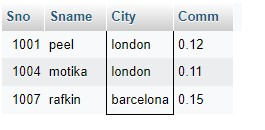 Sno Sname City Comm
1001 peel london 0.12
1004 motika london 0.11
1007 rafkin barcelona 0.15